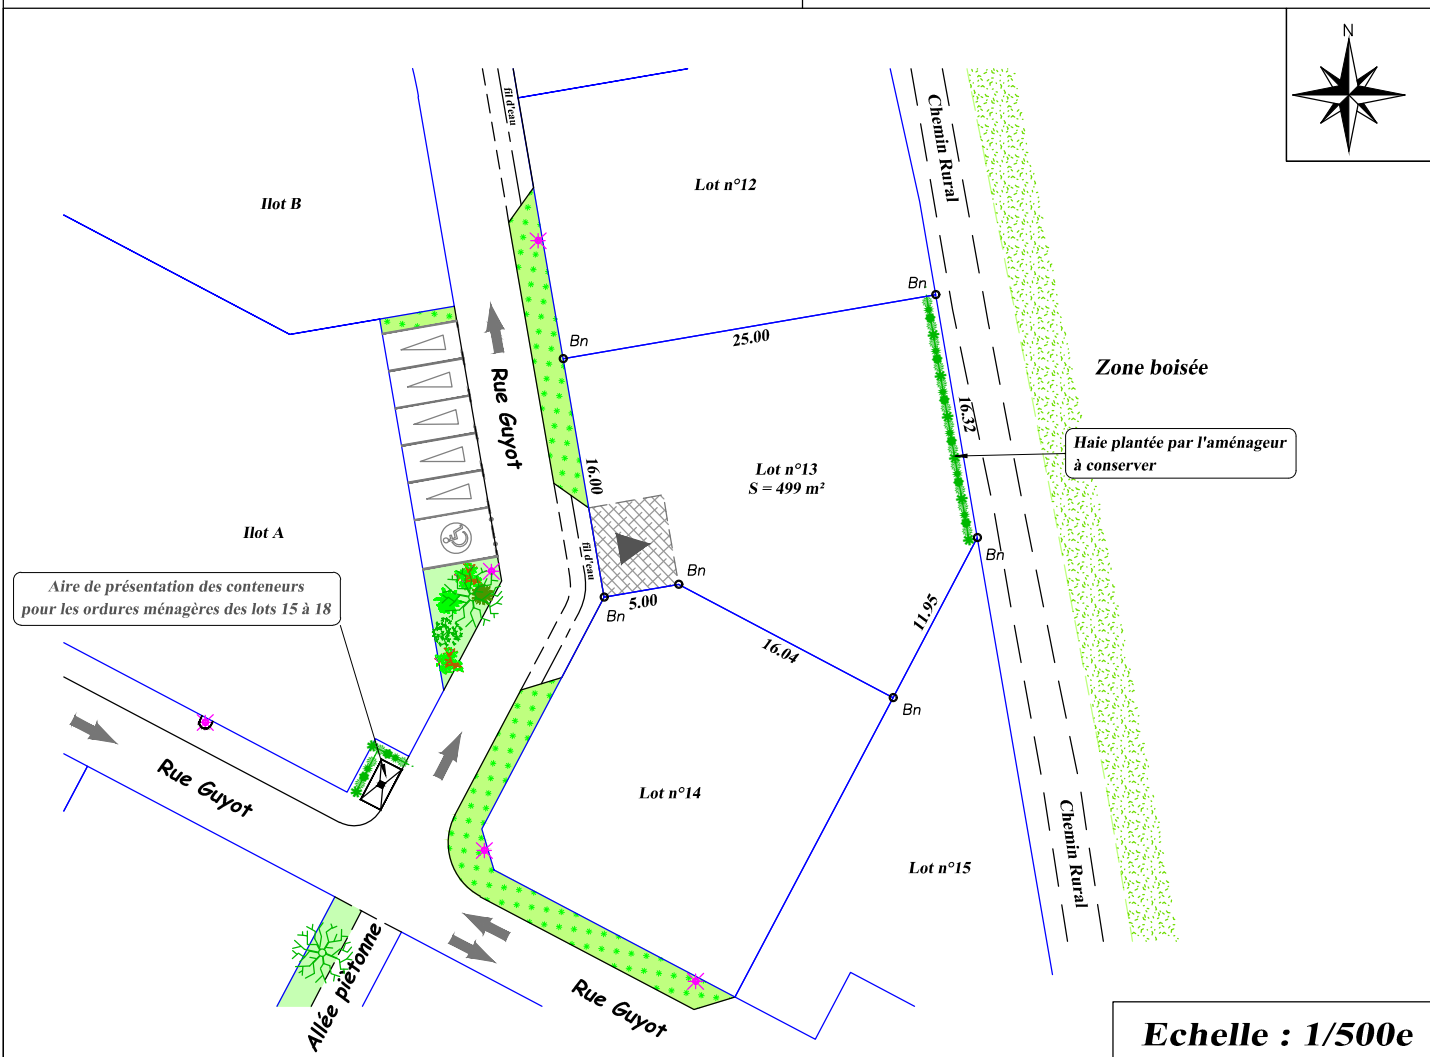 N
fil d'eau
Chemin Rural
Lot n°12
Ilot B
Bn
Bn
25.00
Rue Guyot
Zone boisée
16.32
Haie plantée par l'aménageur
à conserver
16.00
Lot n°13
S = 499 m²
Ilot A
fil d'eau
Bn
Bn
Bn
5.00
Aire de présentation des conteneurs
pour les ordures ménagères des lots 15 à 18
11.95
16.04
Bn
Rue Guyot
Lot n°14
Chemin Rural
Lot n°15
Allée piètonne
Rue Guyot
Echelle : 1/500e